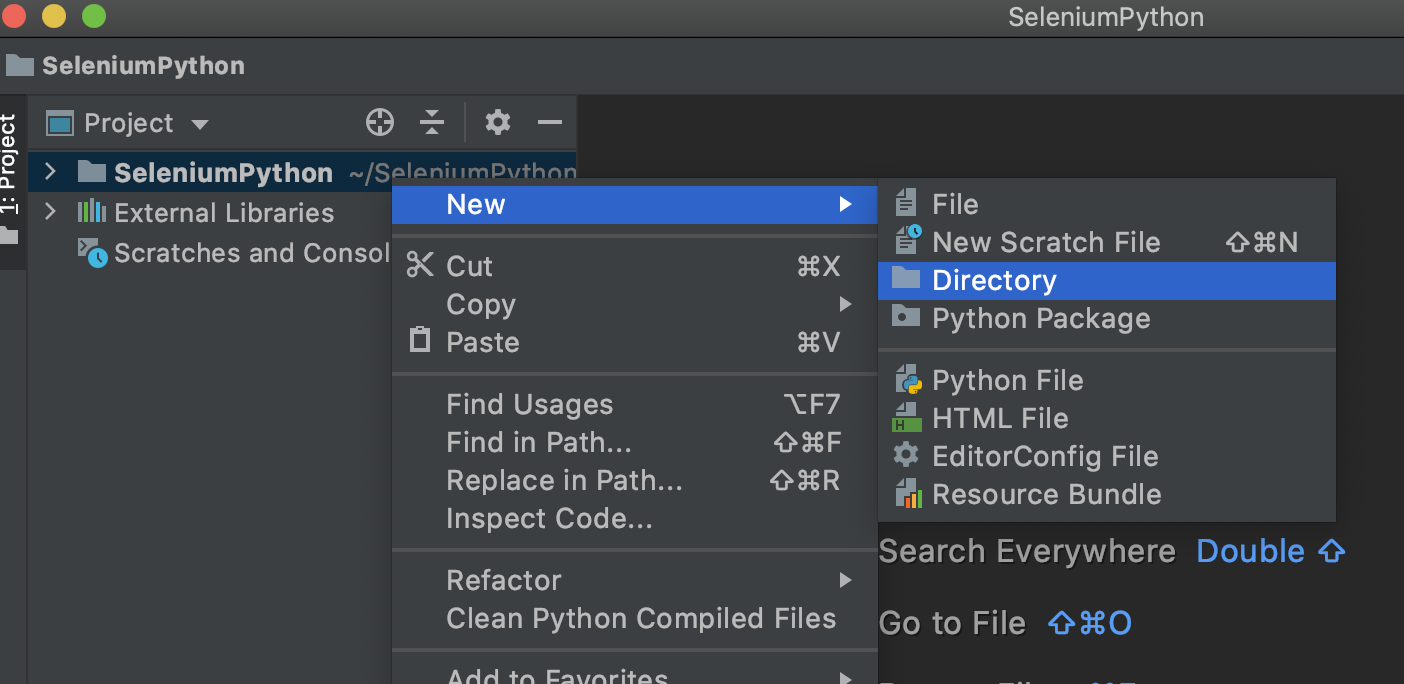 SeleniumPython
SeleniumPython
1: Project
Project
SeleniumPython ~/SeleniumPython
External Libraries
Scratches and Consol
New
Cut ⌘X
Copy
Paste ⌘V
Find Usages ⌥F7
Find in Path... ⇧⌘F
Replace in Path... ⇧⌘R
Inspect Code...
Refactor
Clean Python Compiled Files
Add to Favorites
File
New Scratch File ⇧⌘N
Directory
Python Package
Python File
HTML File
EditorConfig File
Resource Bundle
Search Everywhere Double ⇧
Go to File ⇧⌘O